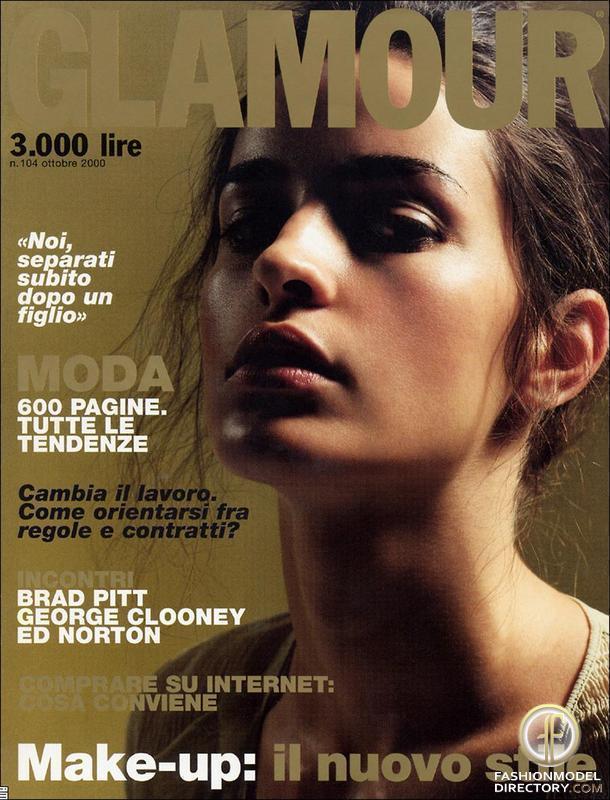 GLAMOUR
3.000 lire
n.104 ottobre 2000
«Noi,
separati
subito
dopo un
figlio»
MODA
600 PAGINE.
TUTTE LE
TENDENZE
Cambia il lavoro.
Come orientarsi fra
regole e contratti?
INCONTRI
BRAD PITT
GEORGE CLOONEY
ED NORTON
COMPRARE SU INTERNET:
COSA CONVIENE
Make-up: il nuovo stile
FASHIONMODEL
DIRECTORY.COM